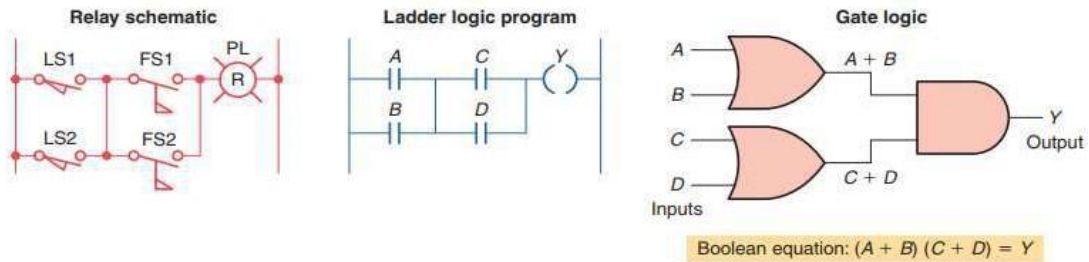 Relay schematic
LS1
FS1
PL
R
LS2
FS2
Ladder logic program
A
C
Y
B
D
Gate logic
A
B
A + B
C
D
C + D
Inputs
Y
Output
Boolean equation: (A + B) (C + D) = Y